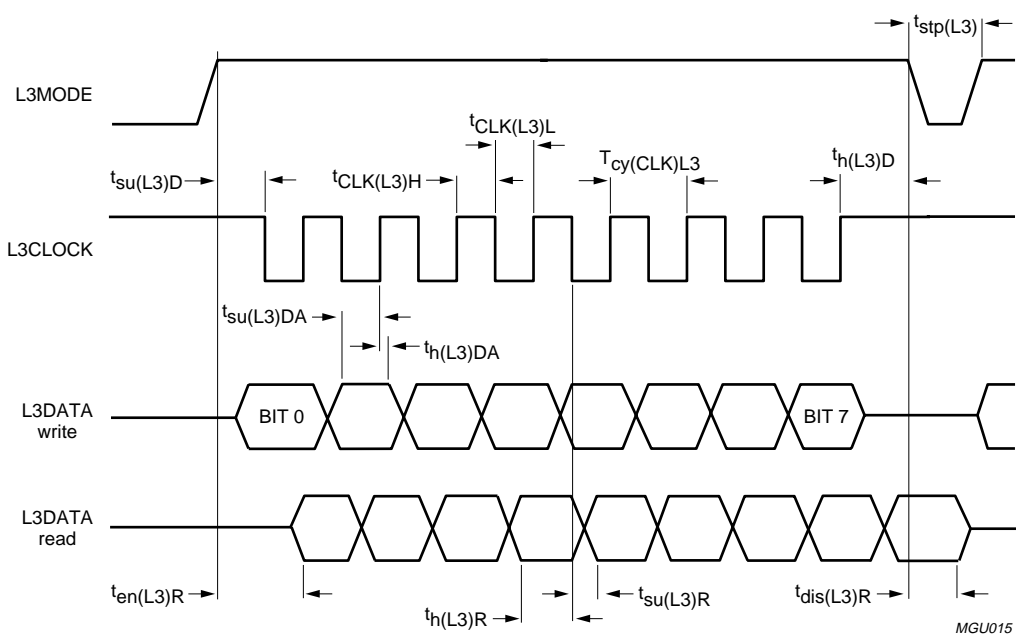 tstp(L3)
L3MODE
tCLK(L3)L
tsu(L3)D
tCLK(L3)H
Tcy(CLK)L3
th(L3)D
L3CLOCK
tsu(L3)DA
th(L3)DA
L3DATA
write
BIT 0
BIT 7
L3DATA
read
ten(L3)R
th(L3)R
tsu(L3)R
tdis(L3)R
MGU015